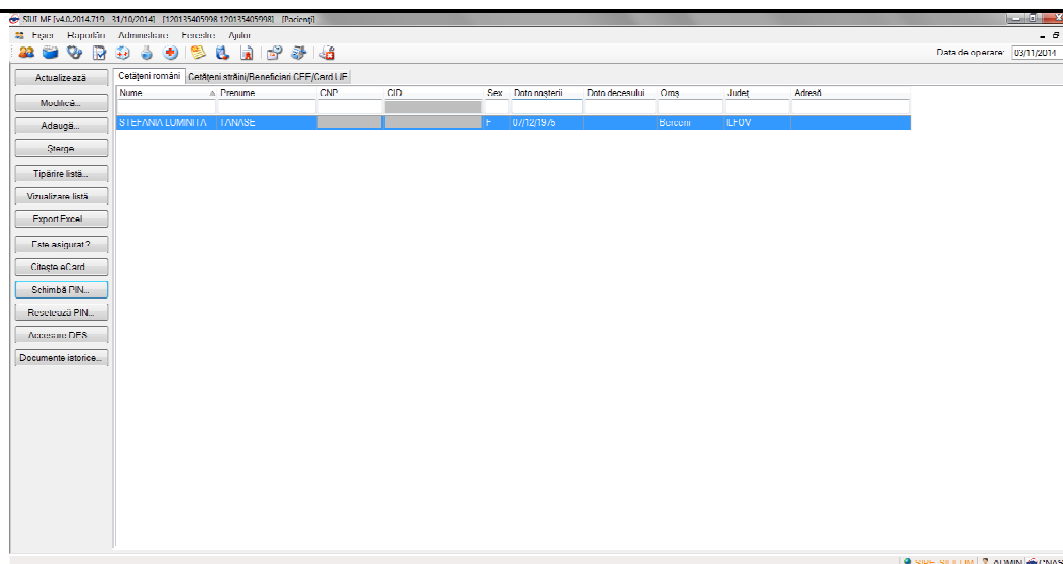 SIUI MF [v4.0.2014.719 31/10/2014] [120135405998 120135405998] [Pacienți]
Fișier Raportări Administrare Ferestre Ajutor
Data de operare: 03/11/2014
Actualizează
Cetățeni români Cetățeni străini/Beneficiari CEE/Card UE
Nume Prenume CNP CID Sex Data nașterii Data decesului Oraș Județ Adresă
STEFANIA LUMINITA TANASE F 07/12/1975 Berceni ILFOV
Modifică...
Adaugă...
Șterge
Tipărire listă...
Vizualizare listă
Export Excel
Este asigurat ?
Citește eCard
Schimbă PIN...
Resetează PIN...
Accesare DES
Documente istorice...
ADMIN CNAS